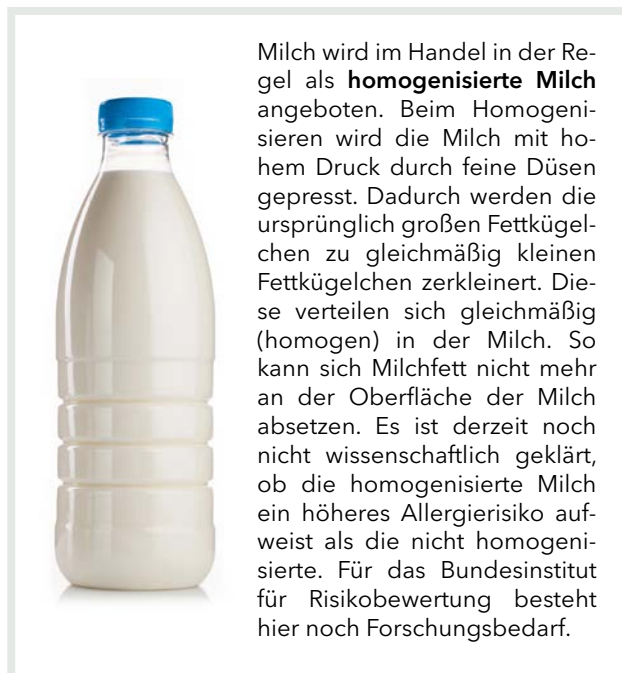 Milch wird im Handel in der Re-
gel als homogenisierte Milch
angeboten. Beim Homogeni-
sieren wird die Milch mit ho-
hem Druck durch feine Düsen
gepresst. Dadurch werden die
ursprünglich großen Fettkügel-
chen zu gleichmäßig kleinen
Fettkügelchen zerkleinert. Die-
se verteilen sich gleichmäßig
(homogen) in der Milch. So
kann sich Milchfett nicht mehr
an der Oberfläche der Milch
absetzen. Es ist derzeit noch
nicht wissenschaftlich geklärt,
ob die homogenisierte Milch
ein höheres Allergierisiko auf-
weist als die nicht homogeni-
sierte. Für das Bundesinstitut
für Risikobewertung besteht
hier noch Forschungsbedarf.